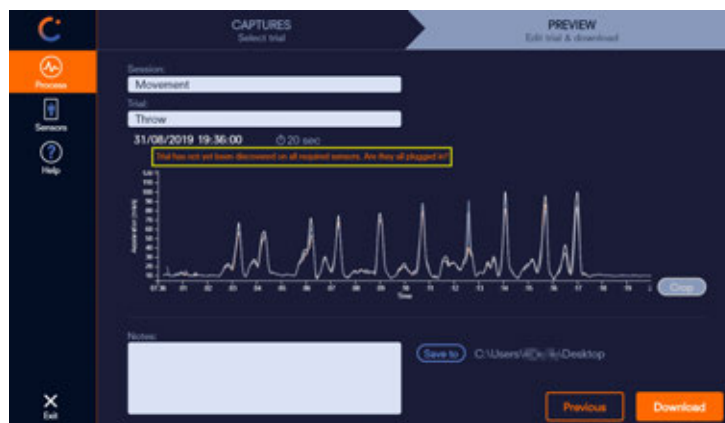 CAPTURES
Select trial
PREVIEW
Edit trial & download
Process
Sensors
Help
Exit
Session:
Movement
Trial:
Throw
31/08/2019 19:36:00 20 sec
Trial has not yet been discovered on all required sensors. Are they all plugged in?
Time
Crop
Notes:
Save to C:\Users\ \Desktop
Previous
Download